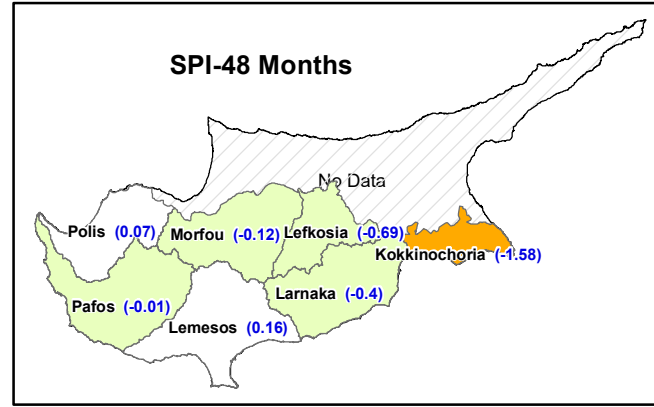 SPI-48 Months
No Data
Polis (0.07)
Morfou (-0.12)
Lefkosia (-0.69)
Kokkinochoria (-1.58)
Pafos (-0.01)
Larnaka (-0.4)
Lemesos (0.16)